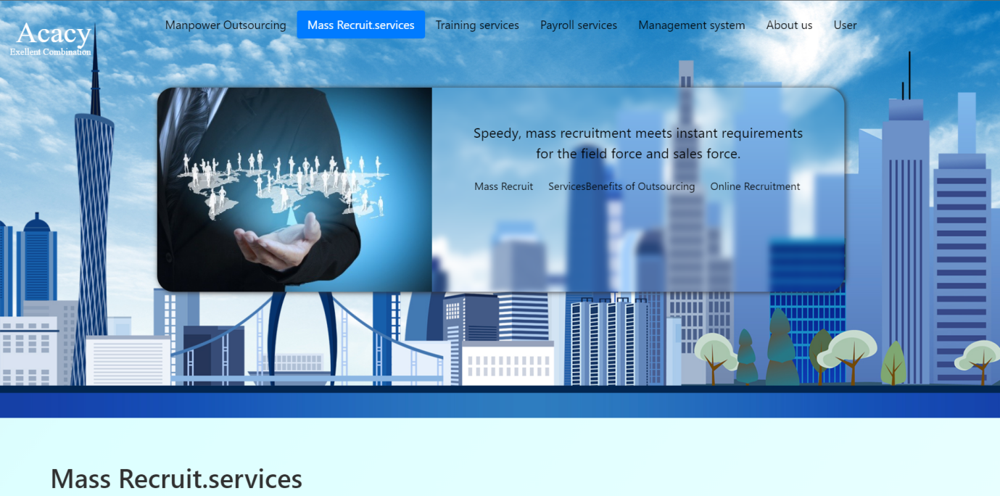 Acacy
Exellent Combination
Manpower Outsourcing Mass Recruit.services Training services Payroll services Management system About us User
Speedy, mass recruitment meets instant requirements
for the field force and sales force.
Mass Recruit ServicesBenefits of Outsourcing Online Recruitment
Mass Recruit.services